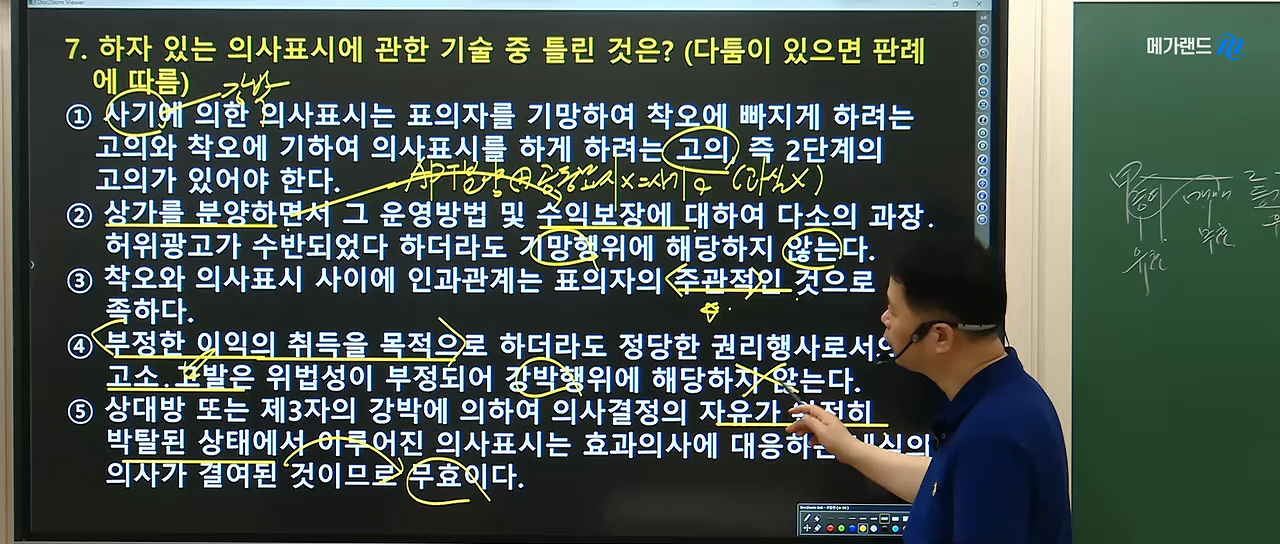 DocZoom Viewer
7. 하자 있는 의사표시에 관한 기술 중 틀린 것은? (다툼이 있으면 판례
에 따름)
강박
① 사기에 의한 의사표시는 표의자를 기망하여 착오에 빠지게 하려는
고의와 착오에 기하여 의사표시를 하게 하려는 고의, 즉 2단계의
고의가 있어야 한다.
(과실X)
② 상가를 분양하면서 그 운영방법 및 수익보장에 대하여 다소의 과장.
허위광고가 수반되었다 하더라도 기망행위에 해당하지 않는다.
③ 착오와 의사표시 사이에 인과관계는 표의자의 주관적인 것으로
족하다.
④ 부정한 이익의 취득을 목적으로 하더라도 정당한 권리행사로서의
고소.고발은 위법성이 부정되어 강박행위에 해당하지 않는다.
⑤ 상대방 또는 제3자의 강박에 의하여 의사결정의 자유가
박탈된 상태에서 이루어진 의사표시는 효과의사에 대응하는 내심의
의사가 결여된 것이므로 무효이다.
메가랜드
매매
무효
유효